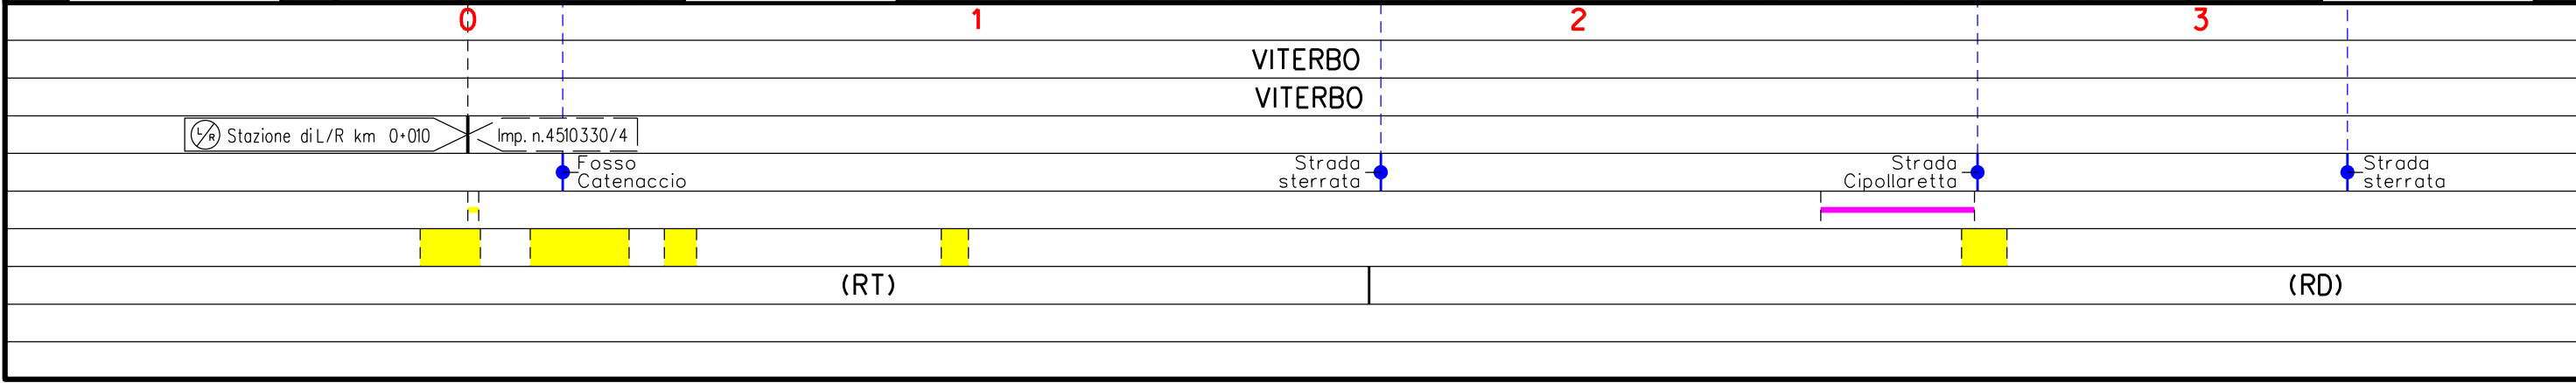 0 1 2 3
VITERBO
VITERBO
L/R Stazione di L/R km 0+010 Imp. n.4510330/4
Fosso
Catenaccio
Strada
sterrata
Strada
Cipollaretta
Strada
sterrata
(RT) (RD)